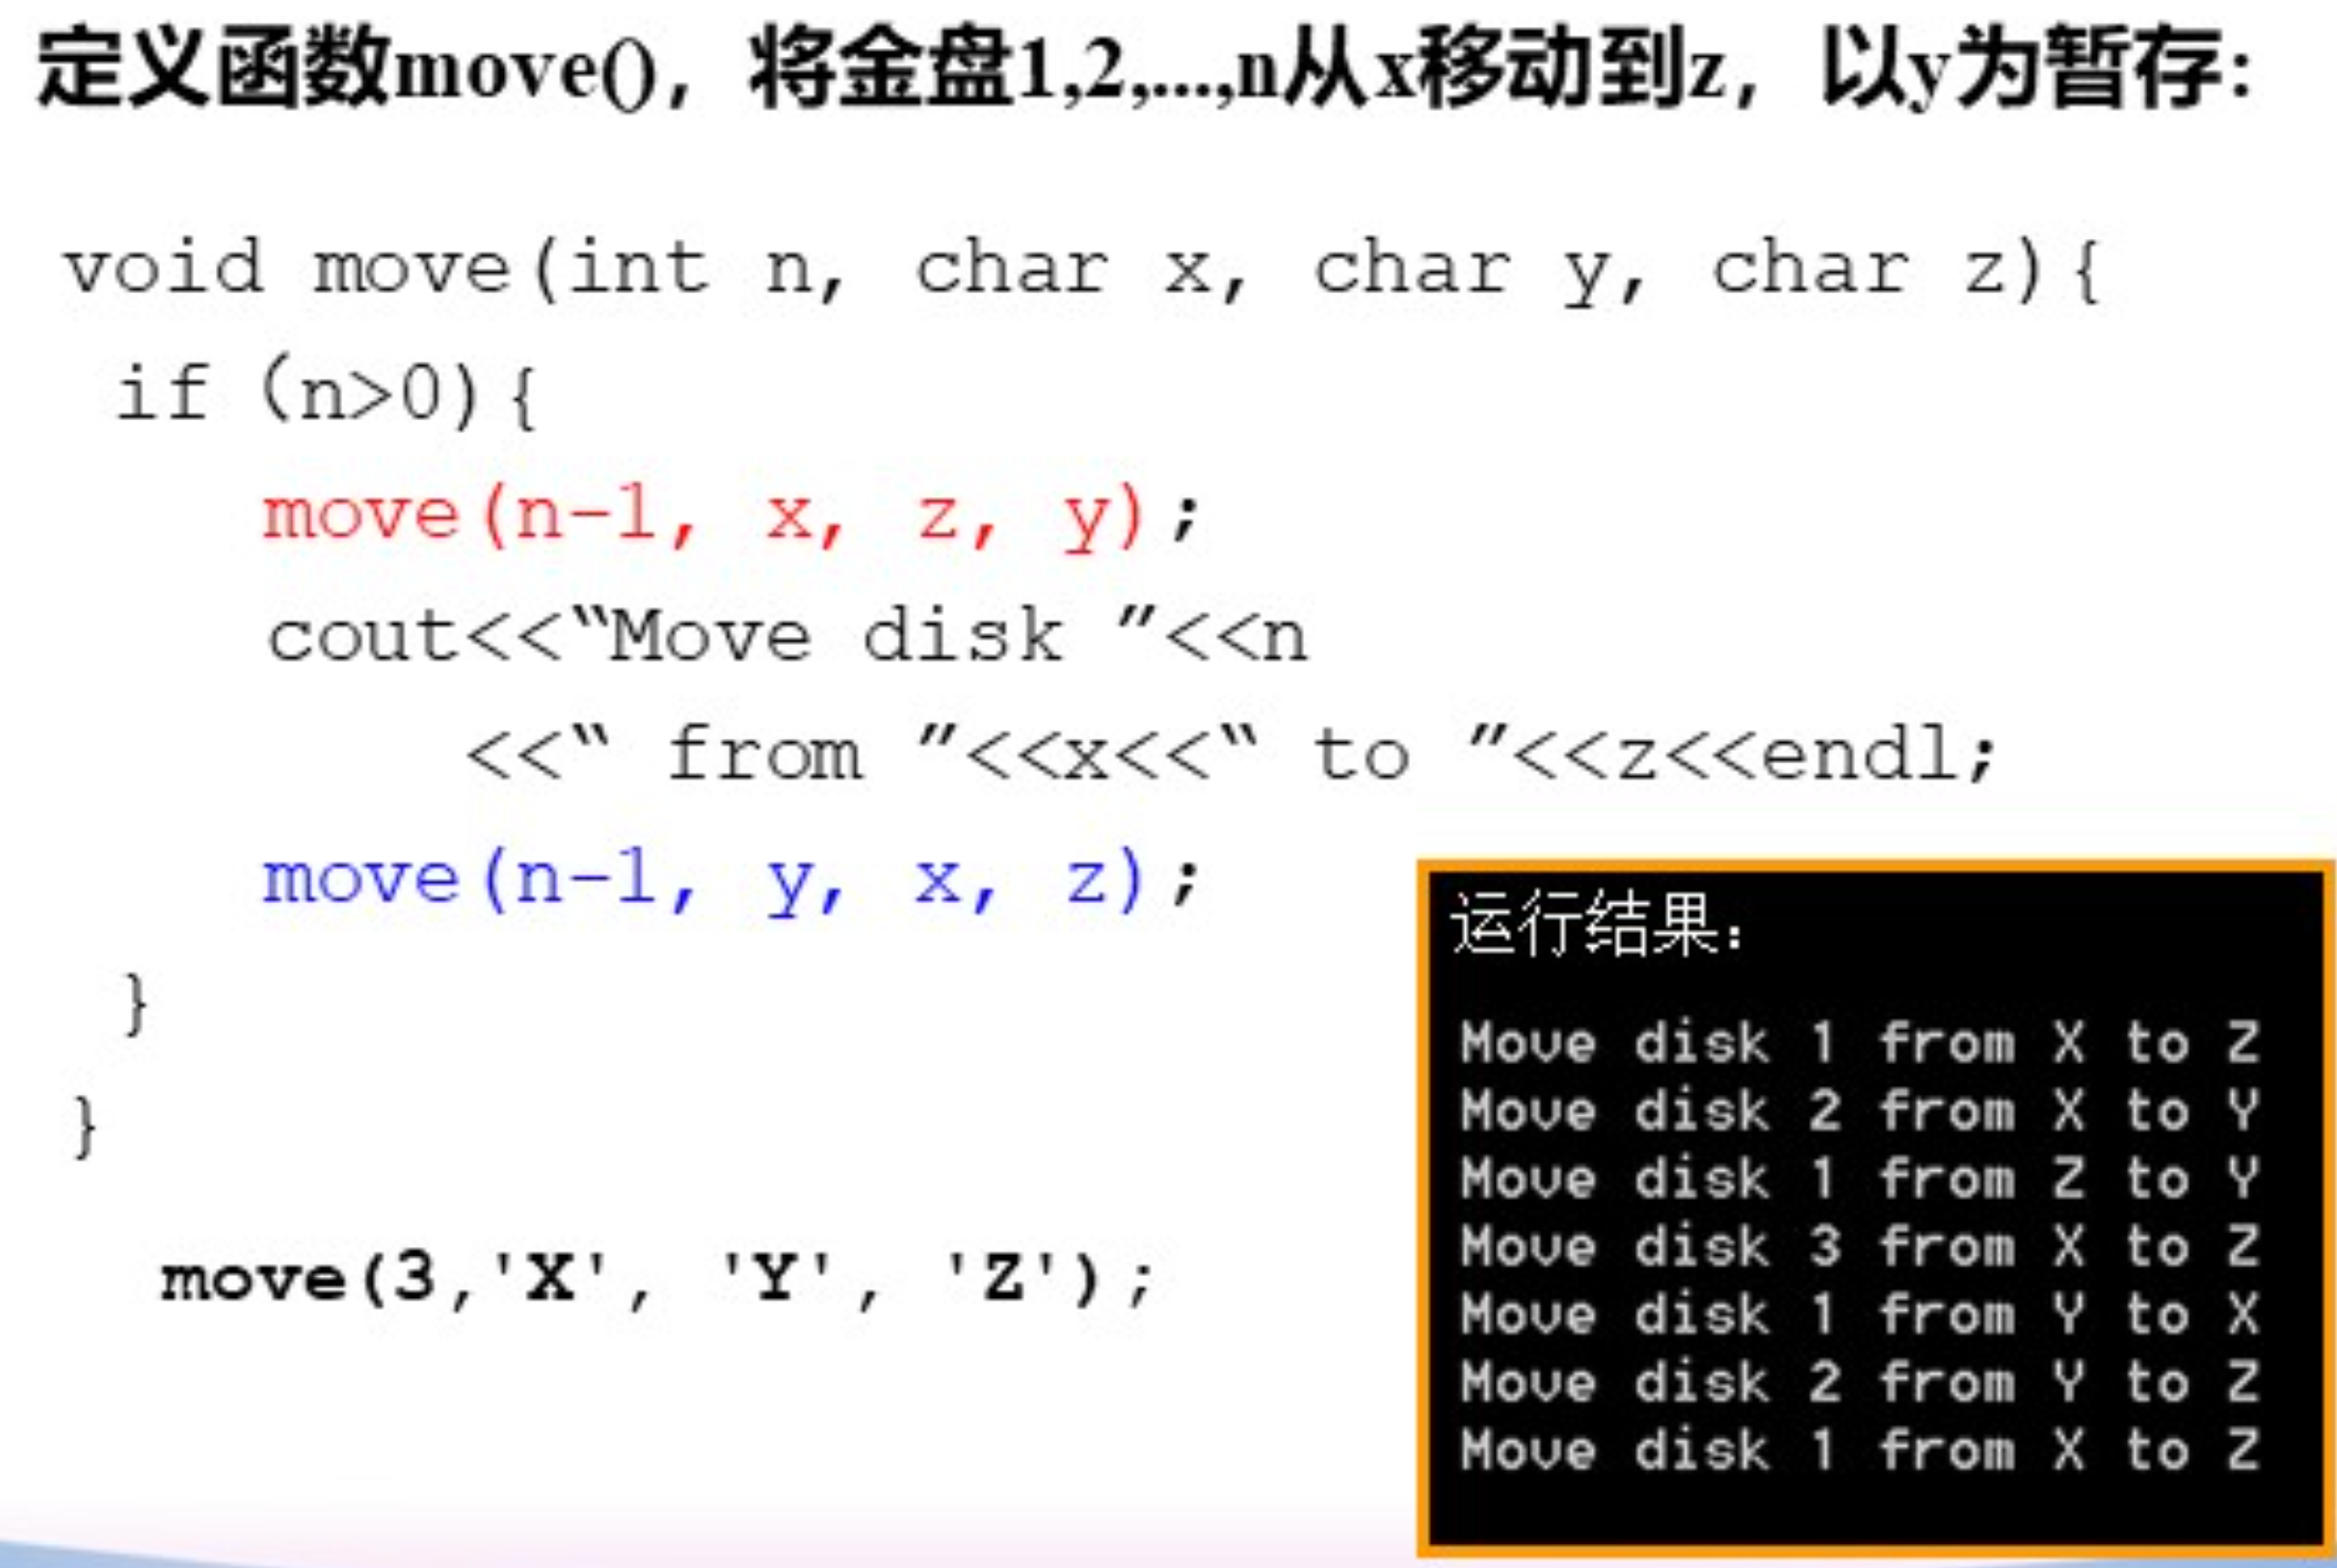 定义函数move()，将金盘1,2,...,n从x移动到z，以y为暂存:
void move(int n, char x, char y, char z){
if (n>0){
move(n-1, x, z, y);
cout<<“Move disk ”<<n
<<“ from ”<<x<<“ to ”<<z<<endl;
move(n-1, y, x, z);
}
}
move(3,'X', 'Y', 'Z');
运行结果：
Move disk 1 from X to Z
Move disk 2 from X to Y
Move disk 1 from Z to Y
Move disk 3 from X to Z
Move disk 1 from Y to X
Move disk 2 from Y to Z
Move disk 1 from X to Z